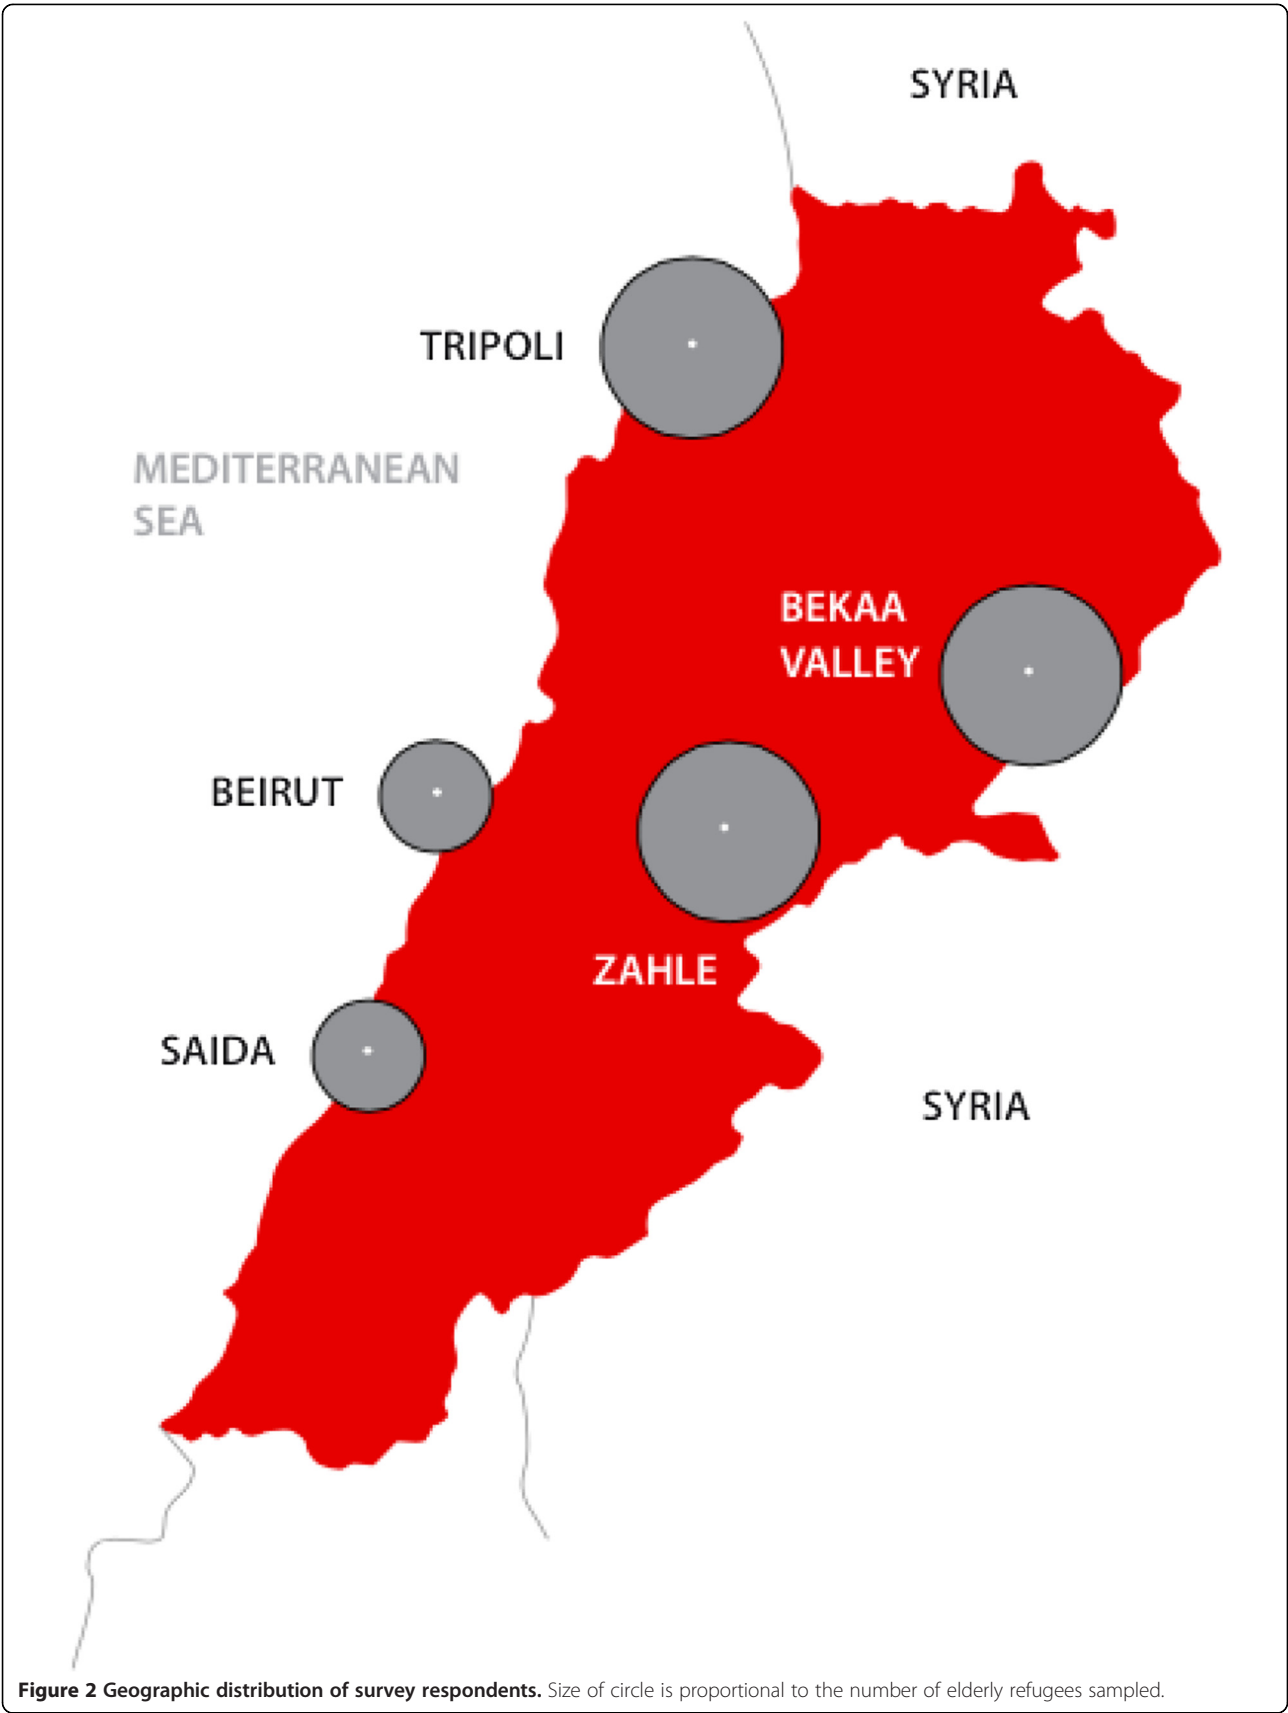 SYRIA
TRIPOLI
MEDITERRANEAN
SEA
BEKAA
VALLEY
BEIRUT
ZAHLE
SAIDA
SYRIA
Figure 2 Geographic distribution of survey respondents. Size of circle is proportional to the number of elderly refugees sampled.